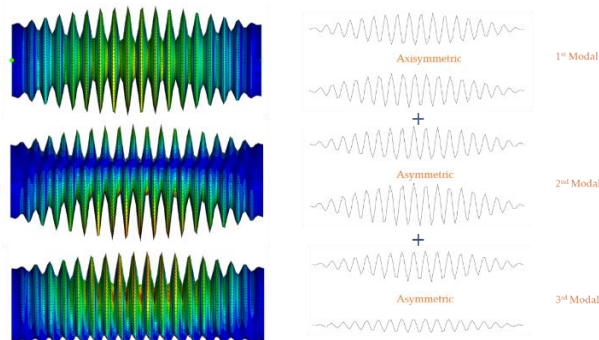 Axisymmetric
1st Modal
+
Asymmetric
2nd Modal
+
Asymmetric
3rd Modal